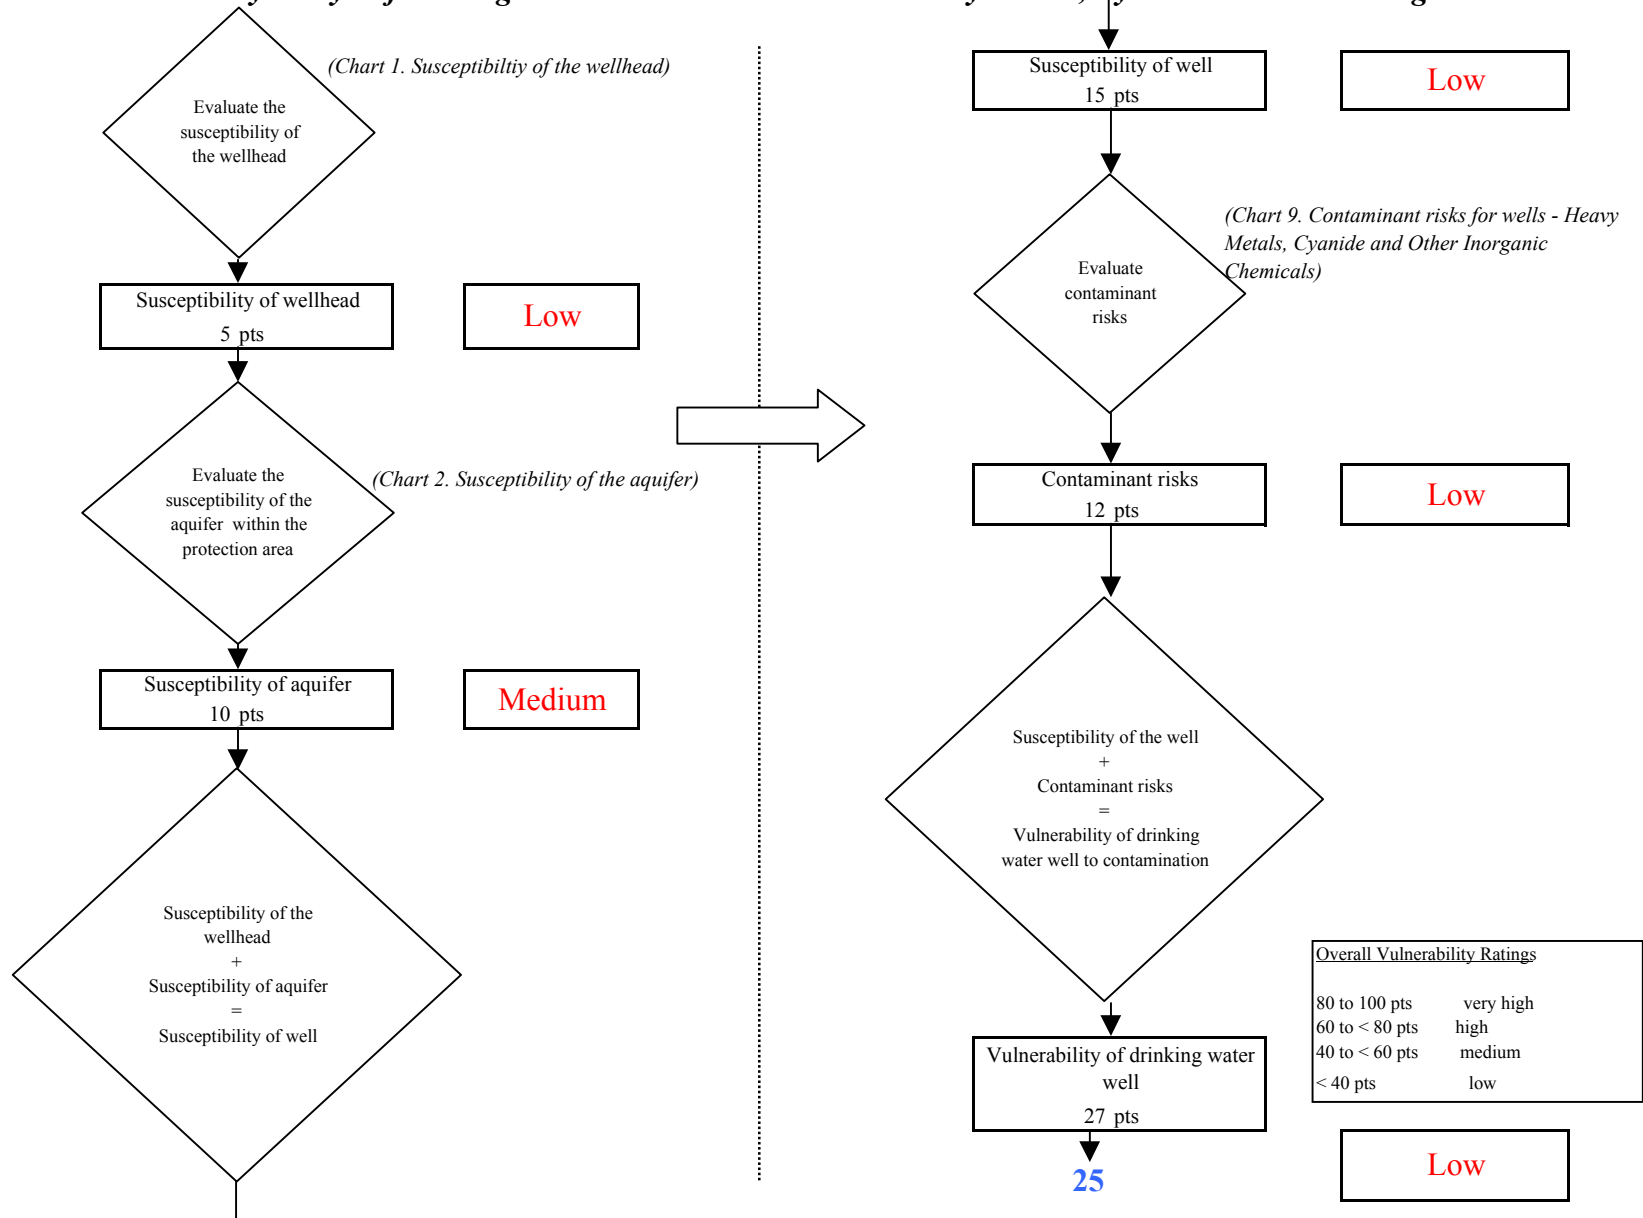 (Chart 1. Susceptibiltiy of the wellhead)
Evaluate the
susceptibility of
the wellhead
Susceptibility of wellhead
5 pts
Low
(Chart 2. Susceptibility of the aquifer)
Evaluate the
susceptibility of the
aquifer within the
protection area
Susceptibility of aquifer
10 pts
Medium
Susceptibility of the
wellhead
+
Susceptibility of aquifer
=
Susceptibility of well
Susceptibility of well
15 pts
Low
(Chart 9. Contaminant risks for wells - Heavy
Metals, Cyanide and Other Inorganic
Chemicals)
Evaluate
contaminant
risks
Contaminant risks
12 pts
Low
Susceptibility of the well
+
Contaminant risks
=
Vulnerability of drinking
water well to contamination
Overall Vulnerability Ratings
80 to 100 pts very high
60 to < 80 pts high
40 to < 60 pts medium
< 40 pts low
Vulnerability of drinking water
well
27 pts
25
Low